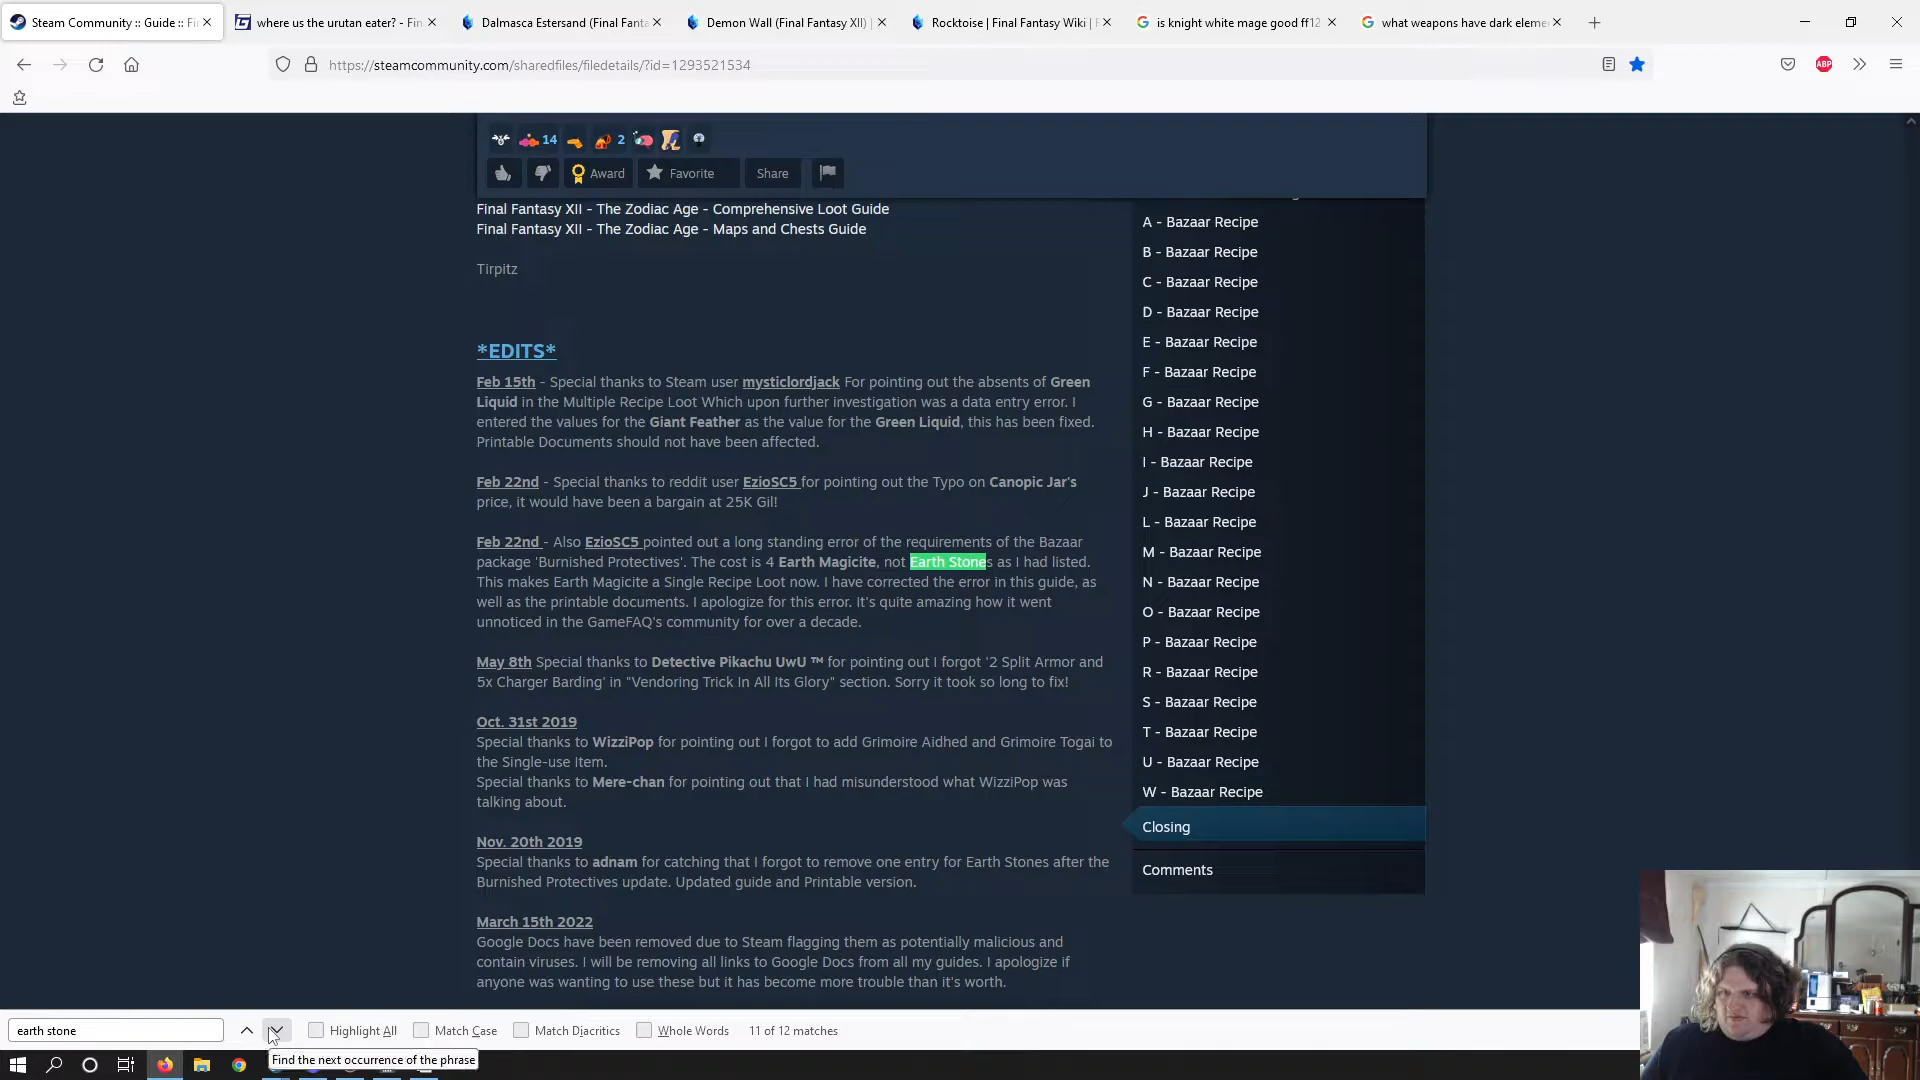 Steam Community :: Guide :: Fi
where us the urutan eater? - Fin
Dalmasca Estersand (Final Fanta
Demon Wall (Final Fantasy XII) |
Rocktoise | Final Fantasy Wiki | F
is knight white mage good ff12
what weapons have dark eleme
https://steamcommunity.com/sharedfiles/filedetails/?id=1293521534
ABP
14
2
Award
Favorite
Share
Final Fantasy XII - The Zodiac Age - Comprehensive Loot Guide
Final Fantasy XII - The Zodiac Age - Maps and Chests Guide
Tirpitz
*EDITS*
Feb 15th - Special thanks to Steam user mysticlordjack For pointing out the absents of Green
Liquid in the Multiple Recipe Loot Which upon further investigation was a data entry error. I
entered the values for the Giant Feather as the value for the Green Liquid, this has been fixed.
Printable Documents should not have been affected.
Feb 22nd - Special thanks to reddit user EzioSC5 for pointing out the Typo on Canopic Jar's
price, it would have been a bargain at 25K Gil!
Feb 22nd - Also EzioSC5 pointed out a long standing error of the requirements of the Bazaar
package 'Burnished Protectives'. The cost is 4 Earth Magicite, not Earth Stones as I had listed.
This makes Earth Magicite a Single Recipe Loot now. I have corrected the error in this guide, as
well as the printable documents. I apologize for this error. It's quite amazing how it went
unnoticed in the GameFAQ's community for over a decade.
May 8th Special thanks to Detective Pikachu UwU ™ for pointing out I forgot '2 Split Armor and
5x Charger Barding' in "Vendoring Trick In All Its Glory" section. Sorry it took so long to fix!
Oct. 31st 2019
Special thanks to WizziPop for pointing out I forgot to add Grimoire Aidhed and Grimoire Togai to
the Single-use Item.
Special thanks to Mere-chan for pointing out that I had misunderstood what WizziPop was
talking about.
Nov. 20th 2019
Special thanks to adnam for catching that I forgot to remove one entry for Earth Stones after the
Burnished Protectives update. Updated guide and Printable version.
March 15th 2022
Google Docs have been removed due to Steam flagging them as potentially malicious and
contain viruses. I will be removing all links to Google Docs from all my guides. I apologize if
anyone was wanting to use these but it has become more trouble than it's worth.
A - Bazaar Recipe
B - Bazaar Recipe
C - Bazaar Recipe
D - Bazaar Recipe
E - Bazaar Recipe
F - Bazaar Recipe
G - Bazaar Recipe
H - Bazaar Recipe
I - Bazaar Recipe
J - Bazaar Recipe
L - Bazaar Recipe
M - Bazaar Recipe
N - Bazaar Recipe
O - Bazaar Recipe
P - Bazaar Recipe
R - Bazaar Recipe
S - Bazaar Recipe
T - Bazaar Recipe
U - Bazaar Recipe
W - Bazaar Recipe
Closing
Comments
earth stone
Highlight All
Match Case
Match Diacritics
Whole Words
11 of 12 matches
Find the next occurrence of the phrase